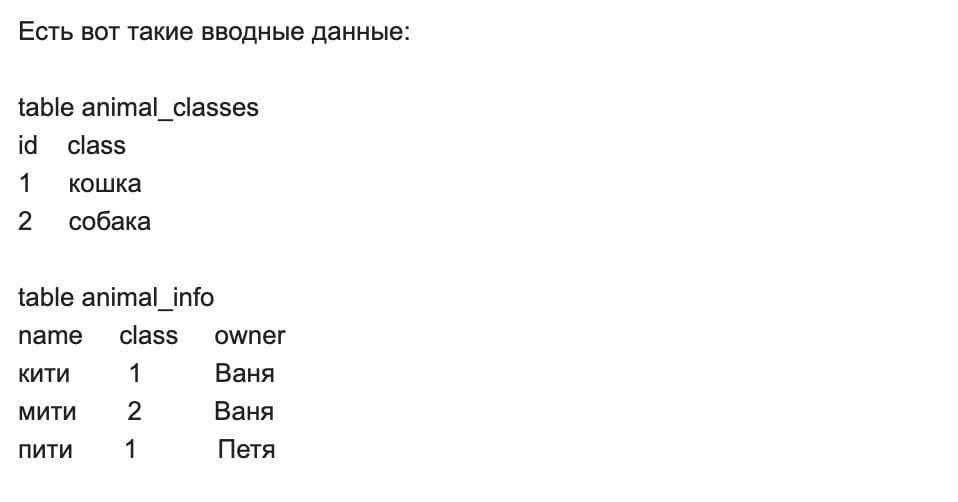 Есть вот такие вводные данные:
table animal_classes
id class
1 кошка
2 собака
table animal_info
name class owner
кити 1 Ваня
мити 2 Ваня
пити 1 Петя